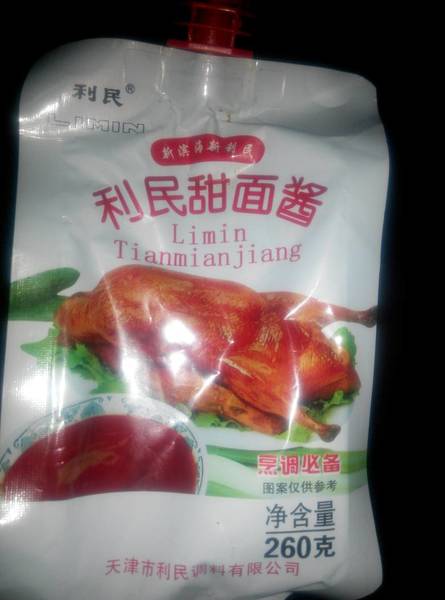 利民®
LIMIN
新滨海新利民
利民甜面酱
Limin
Tianmianjiang
烹调必备
图案仅供参考
净含量
260克
天津市利民调料有限公司